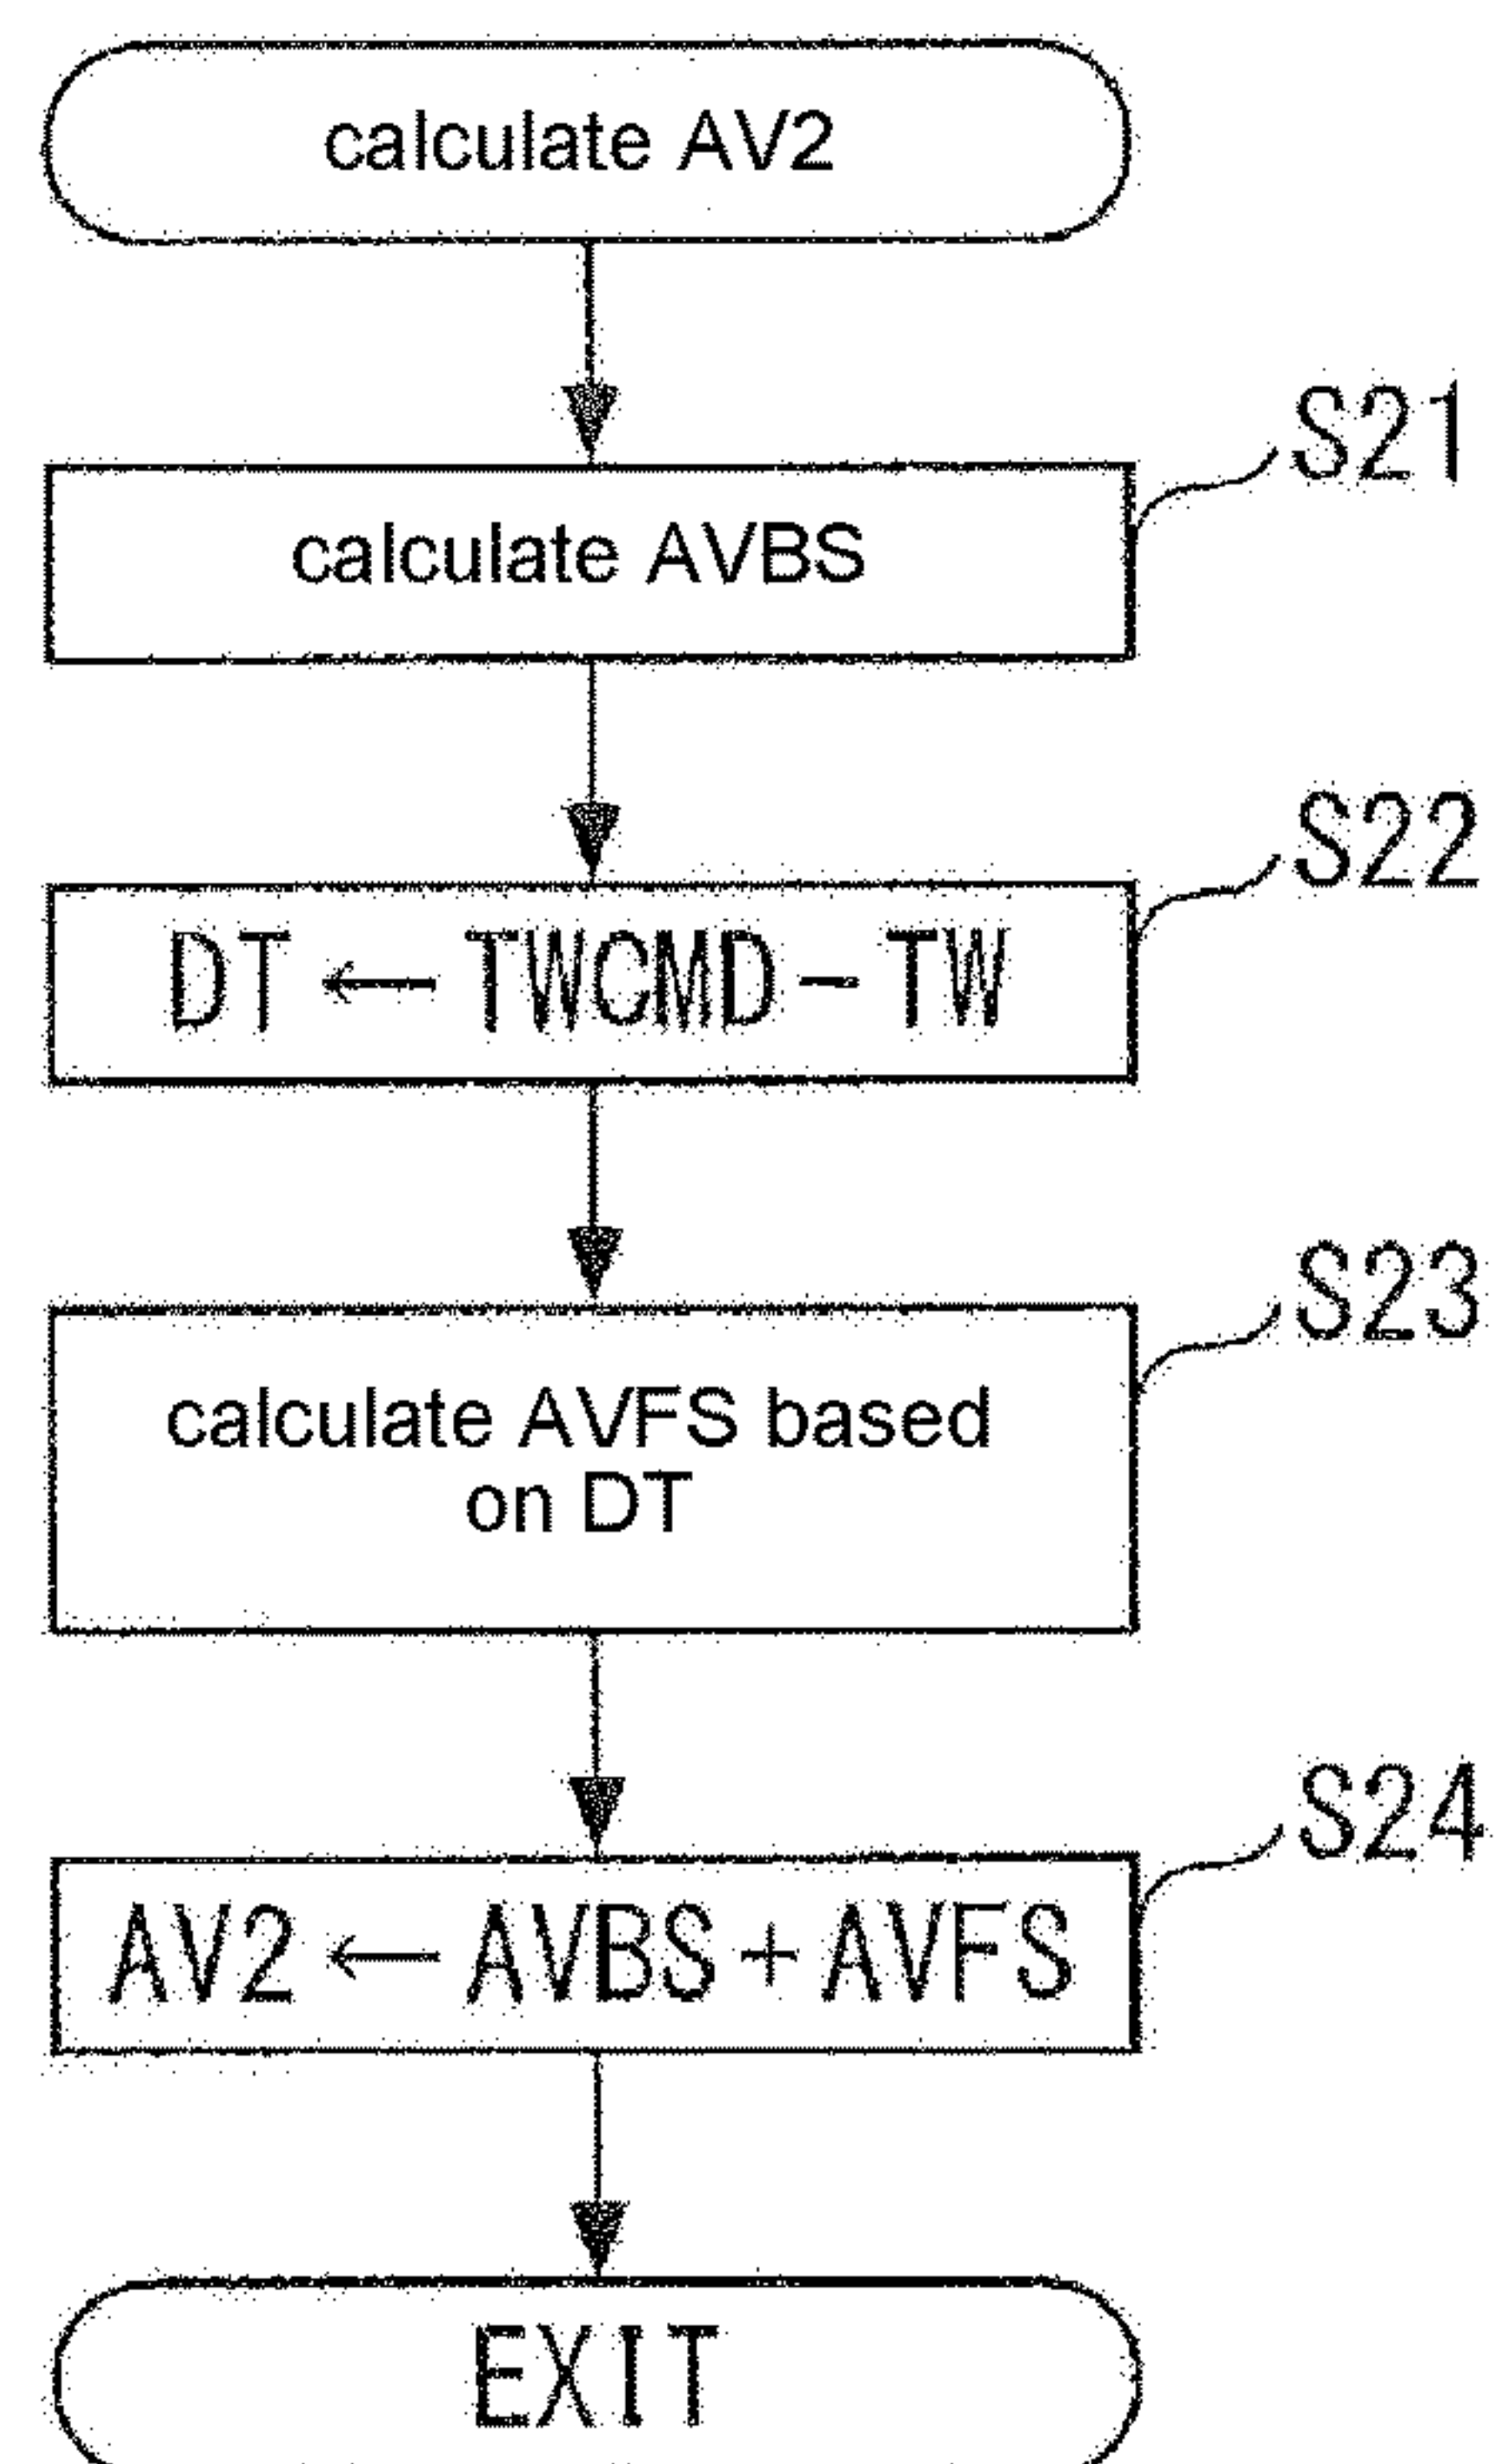 calculate AV2
S21
calculate AVBS
S22
DT ← TWCMD - TW
S23
calculate AVFS based
on DT
S24
AV2 ← AVBS + AVFS
EXIT